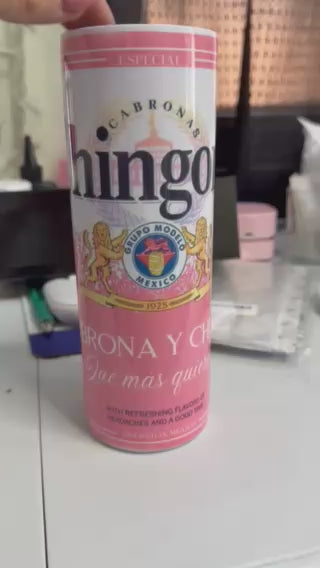 ESPECIAL
CABRONAS
hingo
GRUPO MODELO
MEXICO
1925
BRONA Y CH
Que más quier
WITH REFRESHING FLAVORS OF
HEADACHES AND A GOOD TIME